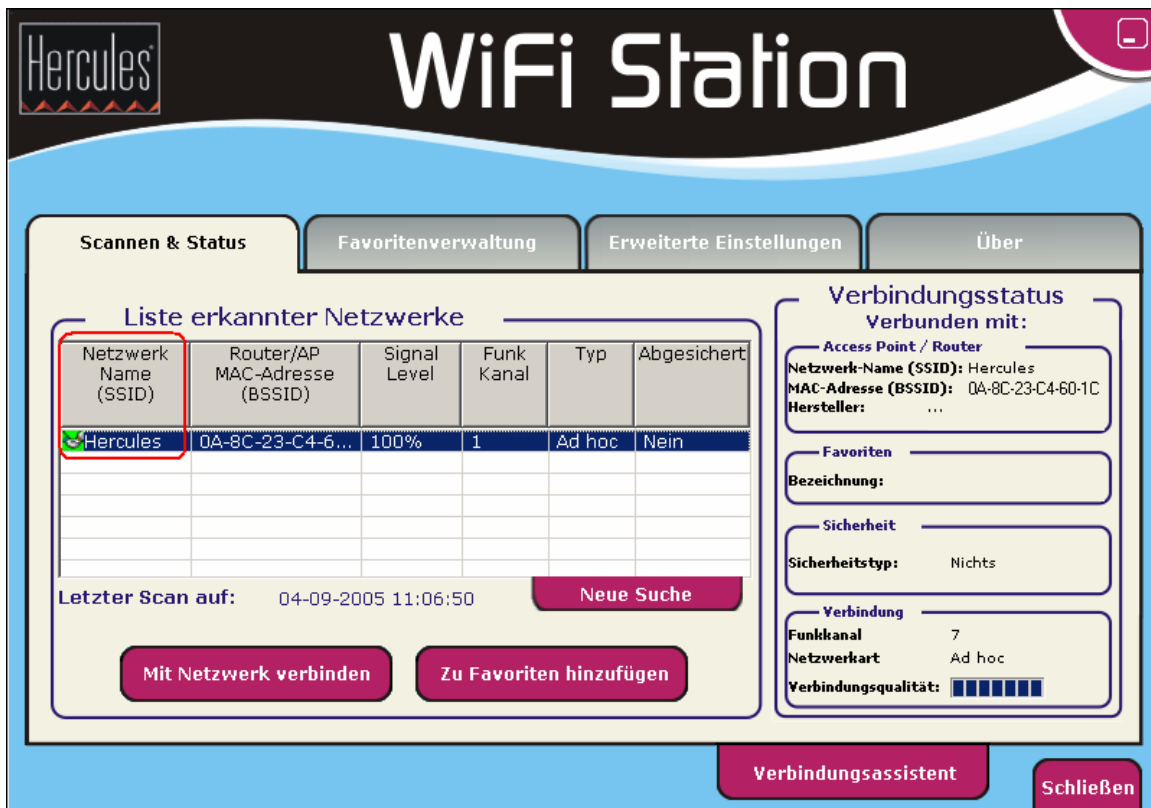 Hercules
WiFi Station
Scannen & Status
Favoritenverwaltung
Erweiterte Einstellungen
Über
Liste erkannter Netzwerke
Netzwerk Name (SSID)
Router/AP MAC-Adresse (BSSID)
Signal Level
Funk Kanal
Typ
Abgesichert
Hercules 0A-8C-23-C4-6... 100% 1 Ad hoc Nein
Letzter Scan auf: 04-09-2005 11:06:50
Neue Suche
Mit Netzwerk verbinden
Zu Favoriten hinzufügen
Verbindungsstatus
Verbunden mit:
Access Point / Router
Netzwerk-Name (SSID): Hercules
MAC-Adresse (BSSID): 0A-8C-23-C4-60-1C
Hersteller: ...
Favoriten
Bezeichnung:
Sicherheit
Sicherheitstyp: Nichts
Verbindung
Funkkanal 7
Netzwerkart Ad hoc
Verbindungsqualität:
Verbindungsassistent
Schließen